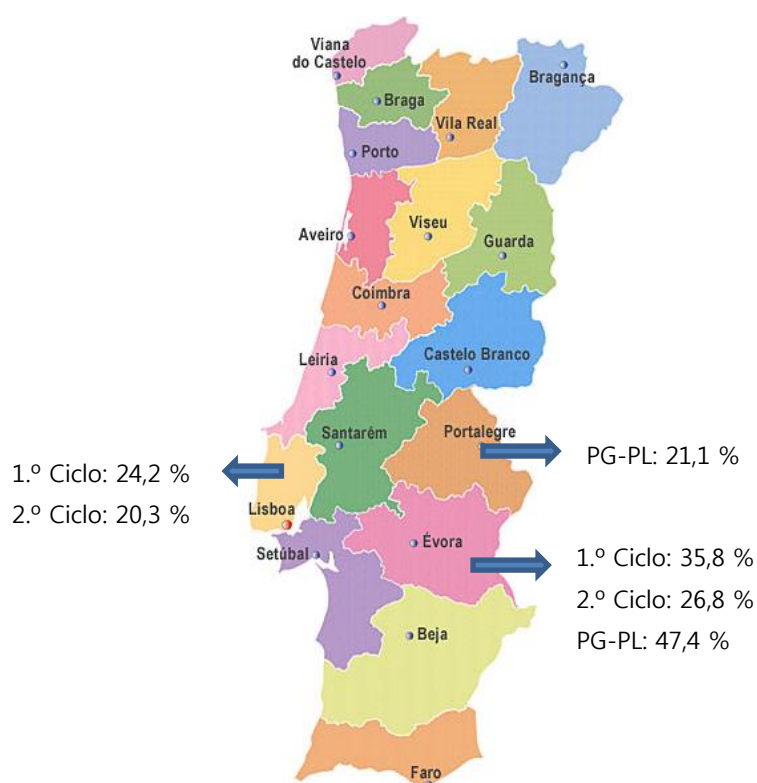 Viana
do Castelo
Bragança
Braga
Vila Real
Porto
Aveiro
Viseu
Guarda
Coimbra
Leiria
Castelo Branco
Santarém
Portalegre
PG-PL: 21,1 %
1.º Ciclo: 24,2 %
2.º Ciclo: 20,3 %
Lisboa
Setúbal
Évora
1.º Ciclo: 35,8 %
2.º Ciclo: 26,8 %
PG-PL: 47,4 %
Beja
Faro